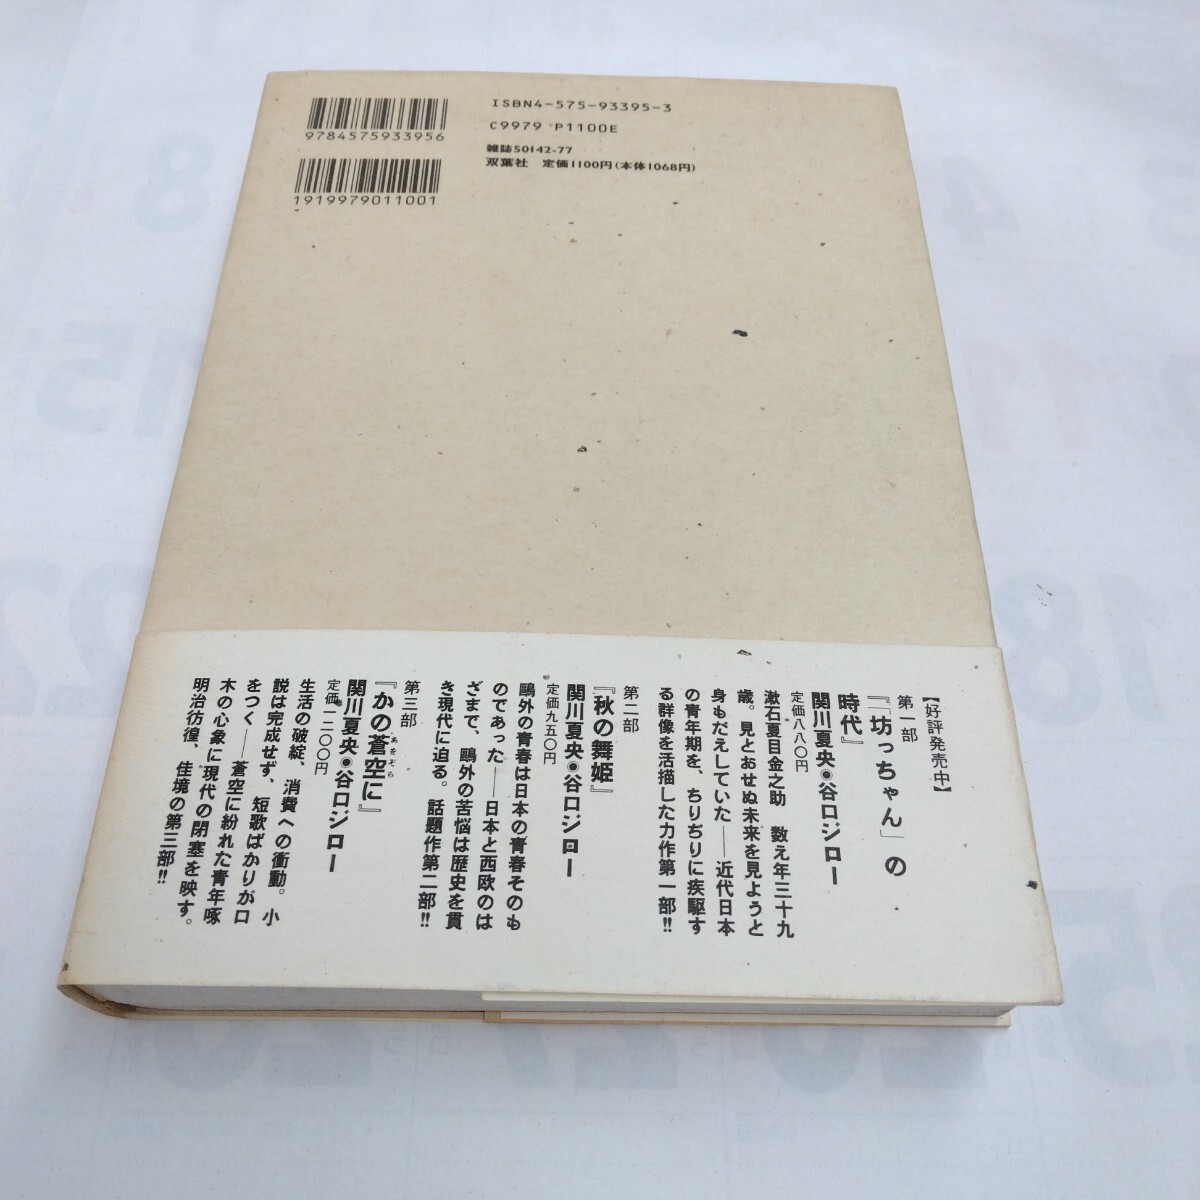 ISBN4-575-93395-3
C9979 P1100E
雑誌50142-77
双葉社 定価1100円(本体1068円)
9784575933956
1919979011001
【好評発売中】
第一部
『「坊っちゃん」の
時代』
関川夏央◉谷口ジロー
定価八八〇円
漱石夏目金之助 数え年三十九
歳。見とおせぬ未来を見ようと
身もだえしていた——近代日本
の青年期を、ちりちりに疾駆す
る群像を活描した力作第一部!!
第二部
『秋の舞姫』
関川夏央◉谷口ジロー
定価九五〇円
鷗外の青春は日本の青春そのも
のであった——日本と西欧のは
ざまで、鷗外の苦悩は歴史を貫
き現代に迫る。話題作第二部!!
第三部
『かの蒼空に』
あをぞら
関川夏央◉谷口ジロー
定価一二〇〇円
生活の破綻、消費への衝動。小
説は完成せず、短歌ばかりが口
をつく——蒼空に紛れた青年啄
木の心象に現代の閉塞を映す。
明治彷徨、佳境の第三部!!
8
4
11
15
18
22
25